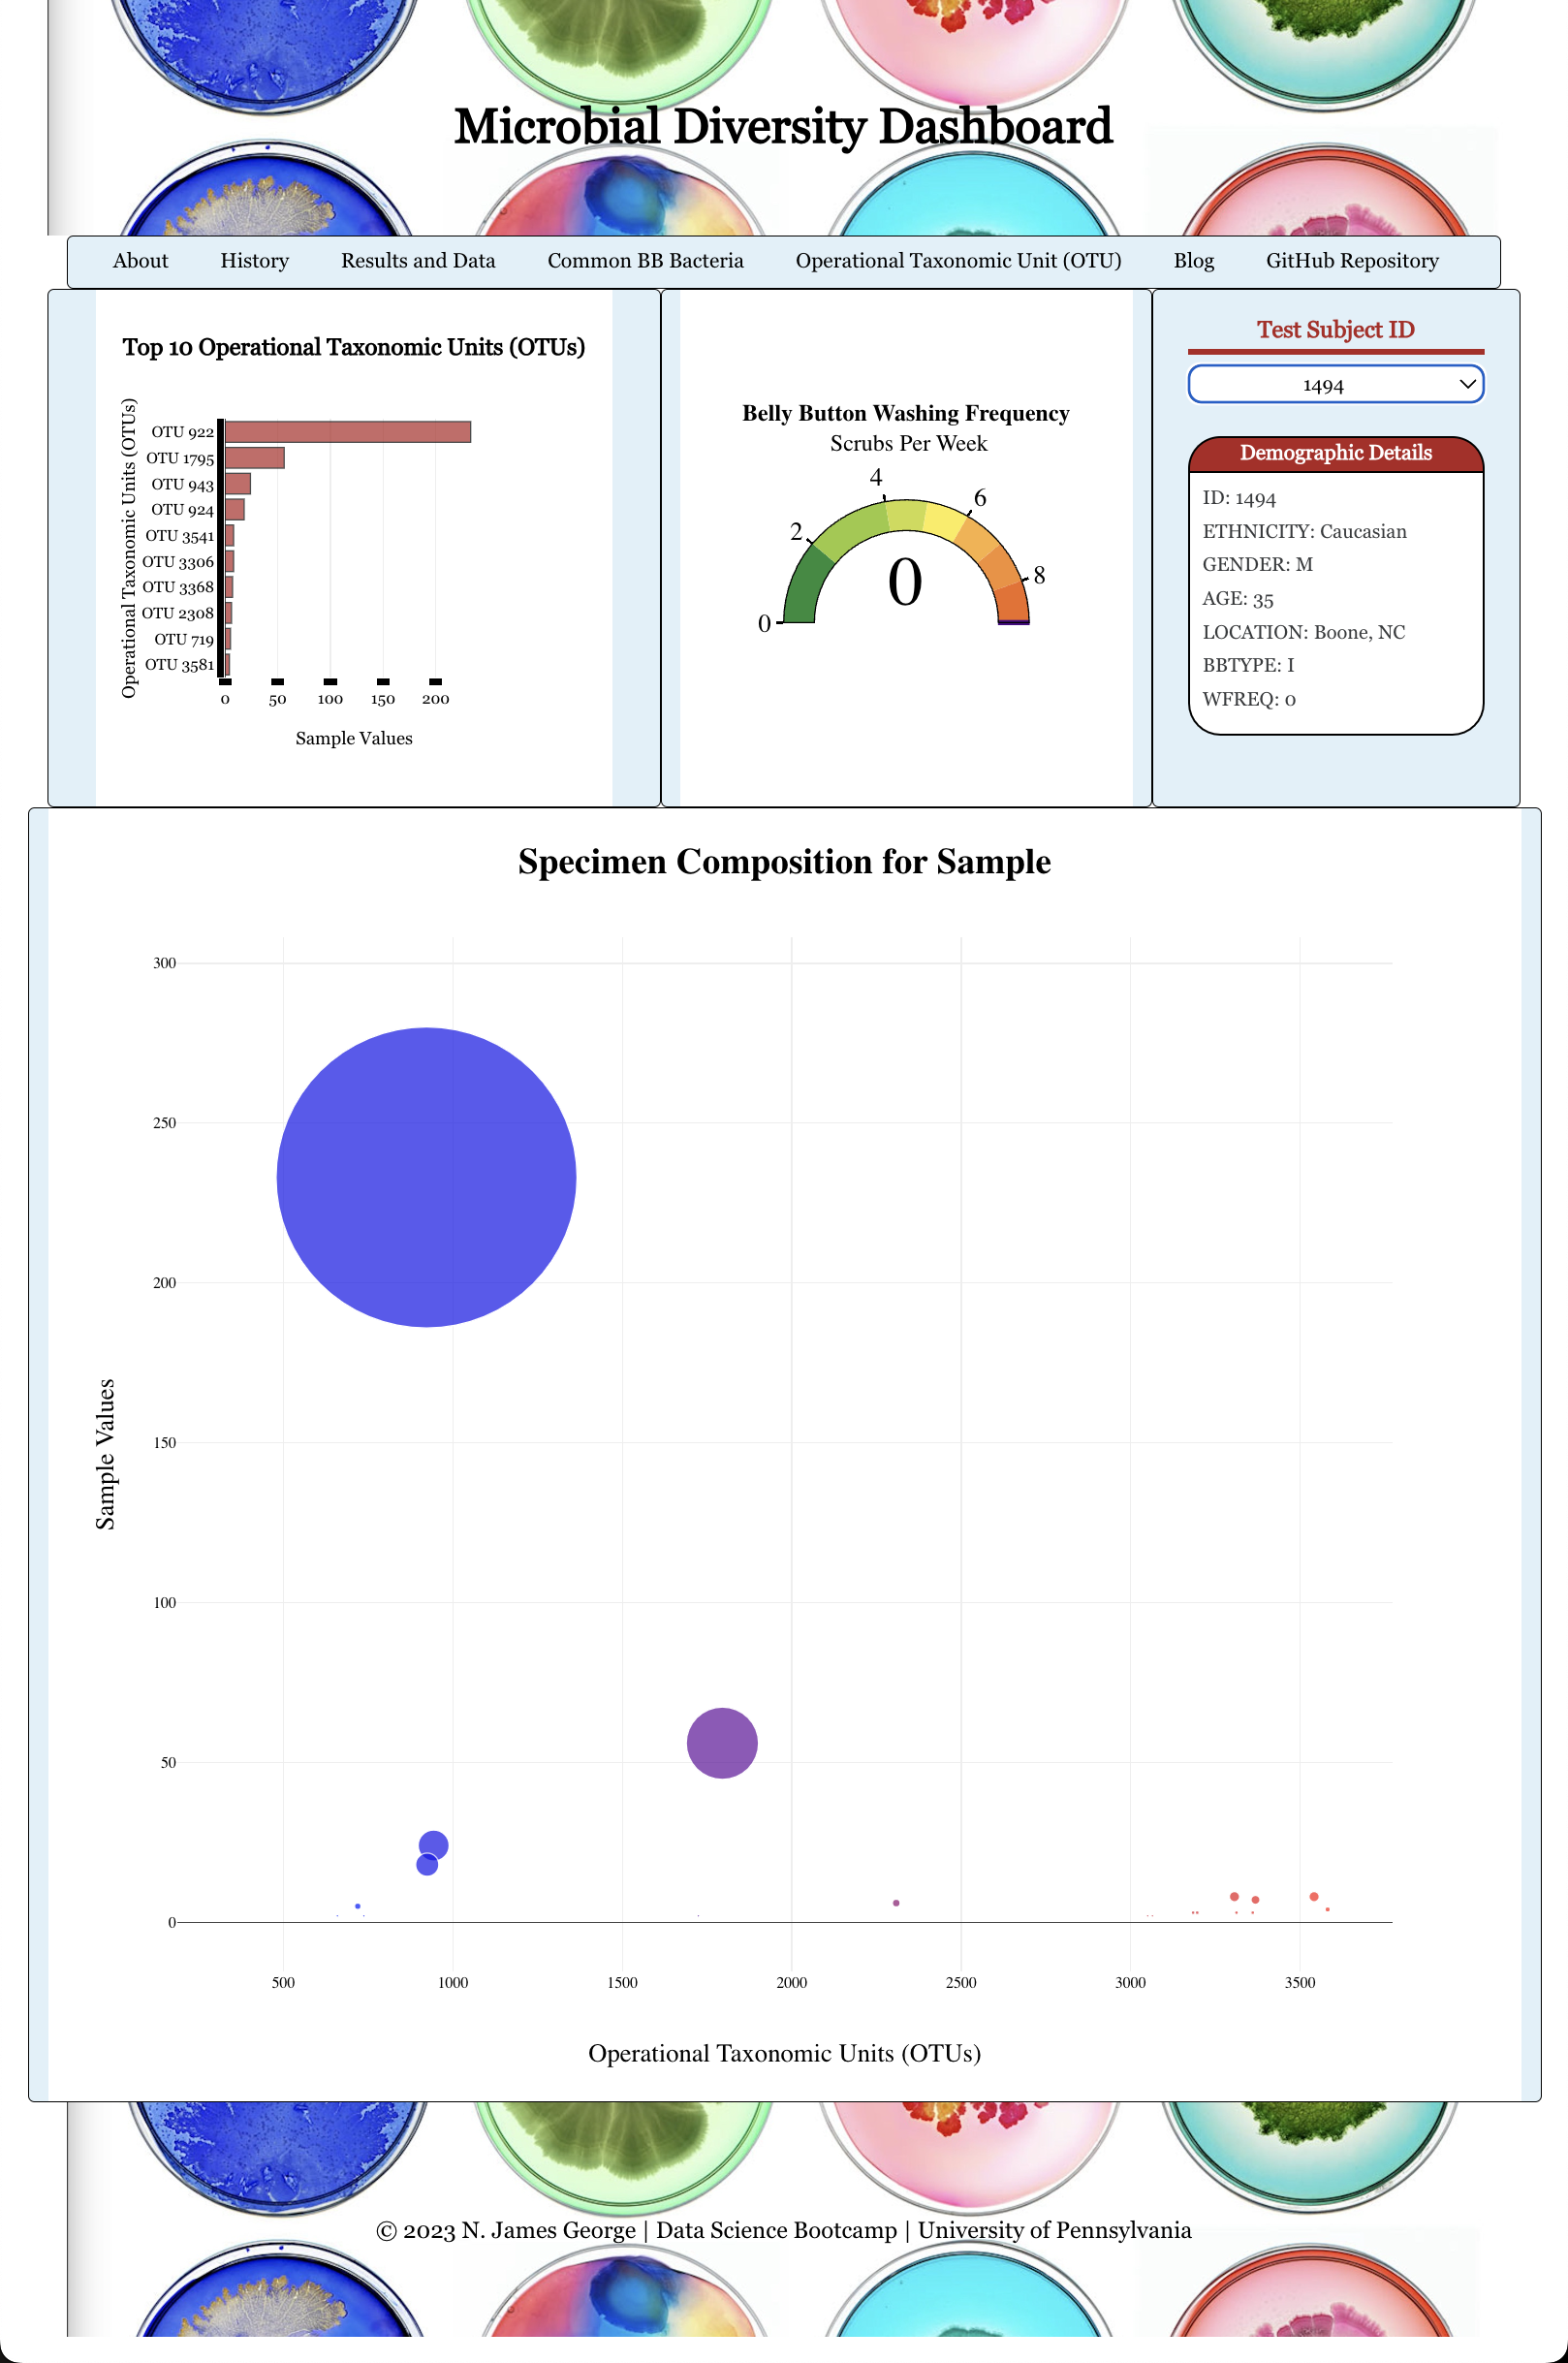 Microbial Diversity Dashboard
About History Results and Data Common BB Bacteria Operational Taxonomic Unit (OTU) Blog GitHub Repository
Top 10 Operational Taxonomic Units (OTUs)
Operational Taxonomic Units (OTUs)
OTU 922
OTU 1795
OTU 943
OTU 924
OTU 3541
OTU 3306
OTU 3368
OTU 2308
OTU 719
OTU 3581
0 50 100 150 200
Sample Values
Belly Button Washing Frequency
Scrubs Per Week
0 2 4 6 8
0
Test Subject ID
1494
Demographic Details
ID: 1494
ETHNICITY: Caucasian
GENDER: M
AGE: 35
LOCATION: Boone, NC
BBTYPE: I
WFREQ: 0
Specimen Composition for Sample
Sample Values
300
250
200
150
100
50
0
500 1000 1500 2000 2500 3000 3500
Operational Taxonomic Units (OTUs)
© 2023 N. James George | Data Science Bootcamp | University of Pennsylvania